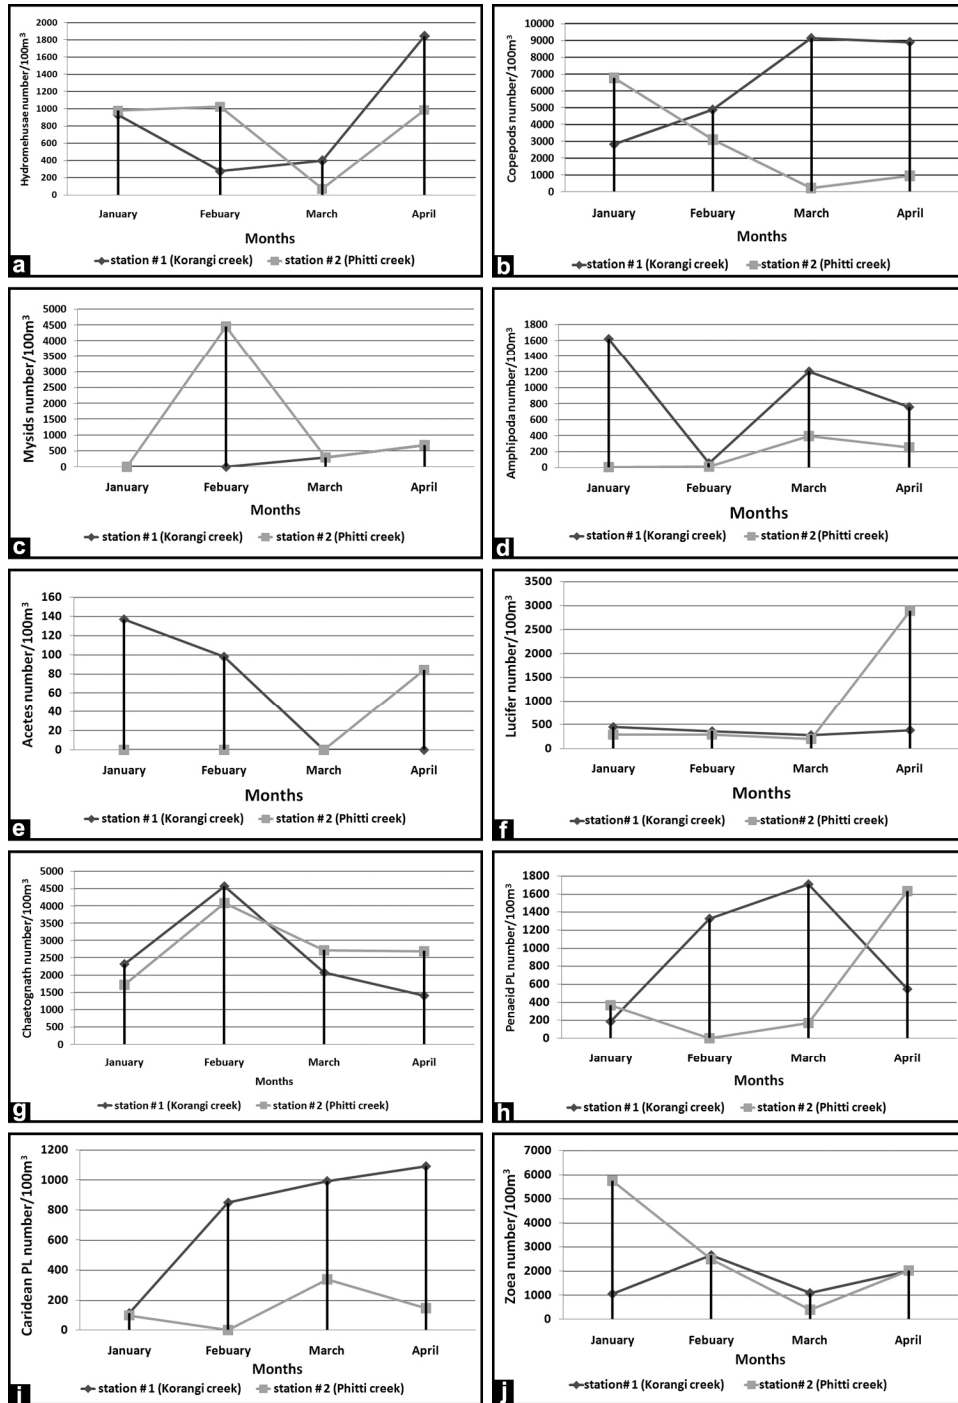 Hydromehusae number/100m³
2000
1800
1600
1400
1200
1000
800
600
400
200
0
January Febuary March April
Months
station # 1 (Korangi creek) station # 2 (Phitti creek)
a
Copepods number/100m³
10000
9000
8000
7000
6000
5000
4000
3000
2000
1000
0
January Febuary March April
Months
station # 1 (Korangi creek) station # 2 (Phitti creek)
b
Mysids number/100m³
5000
4500
4000
3500
3000
2500
2000
1500
1000
500
0
January Febuary March April
Months
station # 1 (Korangi creek) station # 2 (Phitti creek)
c
Amphipoda number/100m³
1800
1600
1400
1200
1000
800
600
400
200
0
January Febuary March April
Months
station # 1 (Korangi creek) station # 2 (Phitti creek)
d
Acetes number/100m³
160
140
120
100
80
60
40
20
0
January Febuary March April
Months
station # 1 (Korangi creek) station # 2 (Phitti creek)
e
Lucifer number/100m³
3500
3000
2500
2000
1500
1000
500
0
January Febuary March April
Months
station#1 (Korangi creek) station#2 (Phitti creek)
f
Chaetognath number/100m³
5000
4500
4000
3500
3000
2500
2000
1500
1000
500
0
January Febuary March April
Months
station # 1 (Korangi creek) station # 2 (Phitti creek)
g
Penaeid PL number/100m³
1800
1600
1400
1200
1000
800
600
400
200
0
January Febuary March April
Months
station # 1 (Korangi creek) station # 2 (Phitti creek)
h
Caridean PL number/100m³
1200
1000
800
600
400
200
0
January Febuary March April
Months
station # 1 (Korangi creek) station # 2 (Phitti creek)
i
Zoea number/100m³
7000
6000
5000
4000
3000
2000
1000
0
January Febuary March April
Months
station# 1 (Korangi creek) station# 2 (Phitti creek)
j